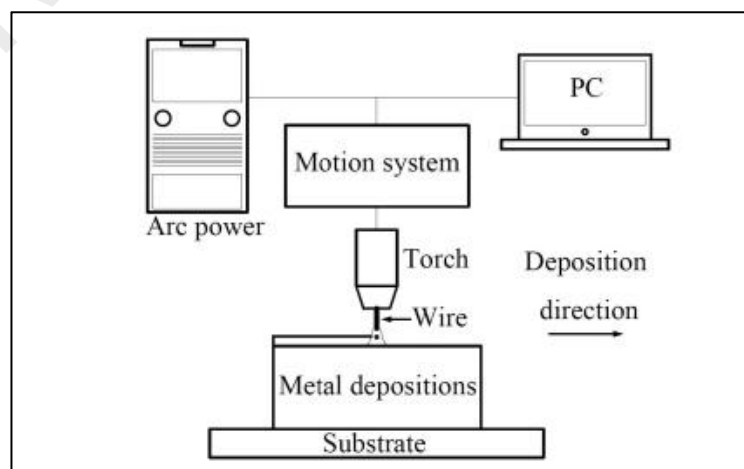 PC
Motion system
Arc power
Torch
Deposition
direction
Wire
Metal depositions
Substrate